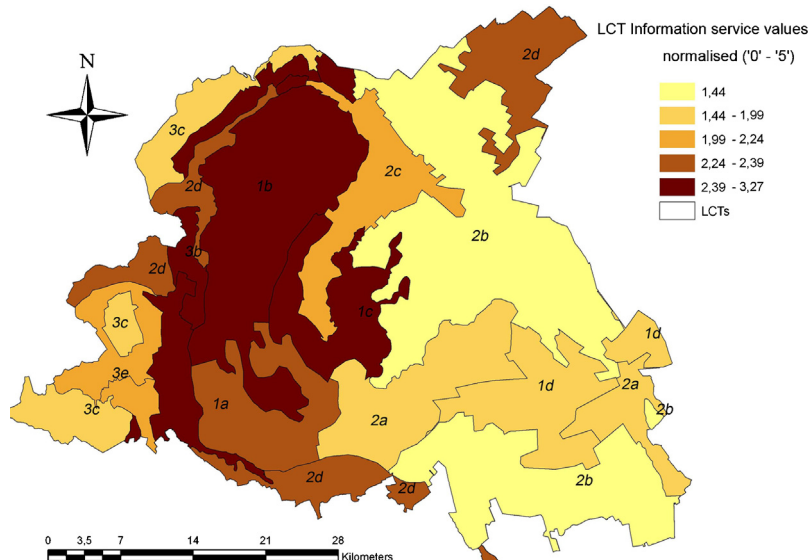 LCT Information service values
normalised ('0' - '5')
1,44
1,44 - 1,99
1,99 - 2,24
2,24 - 2,39
2,39 - 3,27
LCTs
N
2d
3c
2d
1b
2c
3b
2b
2d
3c
1c
1d
3e
1d
2a
3c
1a
2a
2b
2d
2d
2b
0 3,5 7 14 21 28
Kilometers